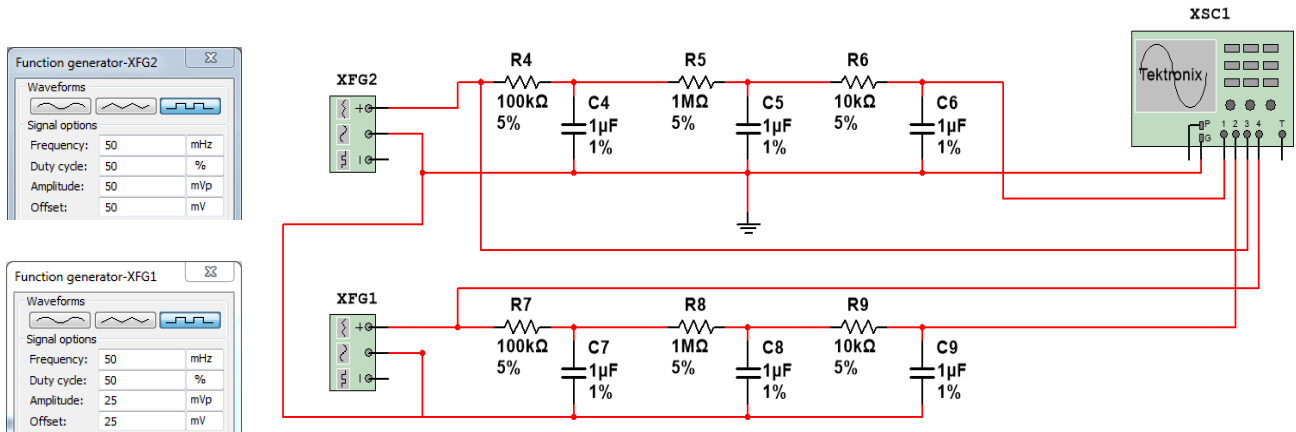 XSC1
Tektronix
P 1 2 3 4 T
G
Function generator-XFG2
Waveforms
Signal options
Frequency: 50 mHz
Duty cycle: 50 %
Amplitude: 50 mVp
Offset: 50 mV
XFG2
R4
100kΩ
5%
C4
1µF
1%
R5
1MΩ
5%
C5
1µF
1%
R6
10kΩ
5%
C6
1µF
1%
Function generator-XFG1
Waveforms
Signal options
Frequency: 50 mHz
Duty cycle: 50 %
Amplitude: 25 mVp
Offset: 25 mV
XFG1
R7
100kΩ
5%
C7
1µF
1%
R8
1MΩ
5%
C8
1µF
1%
R9
10kΩ
5%
C9
1µF
1%